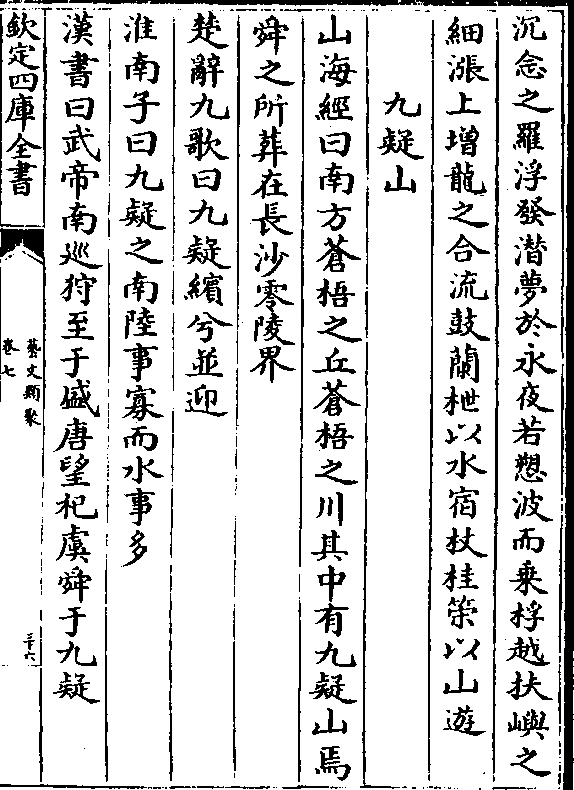 沉念之羅浮發潛夢於永夜若愬波而乗桴越扶嶼之
細漲上增龍之合流鼓蘭枻以水宿杖桂策以山遊
九疑山
山海經曰南方蒼梧之丘蒼梧之川其中有九疑山焉
舜之所葬在長沙零陵界
楚辭九歌曰九疑繽兮並迎
淮南子曰九疑之南陸事寡而水事多
漢書曰武帝南巡狩至于盛唐望祀虞舜于九疑
欽定四庫全書
藝文類聚
卷七
三十六